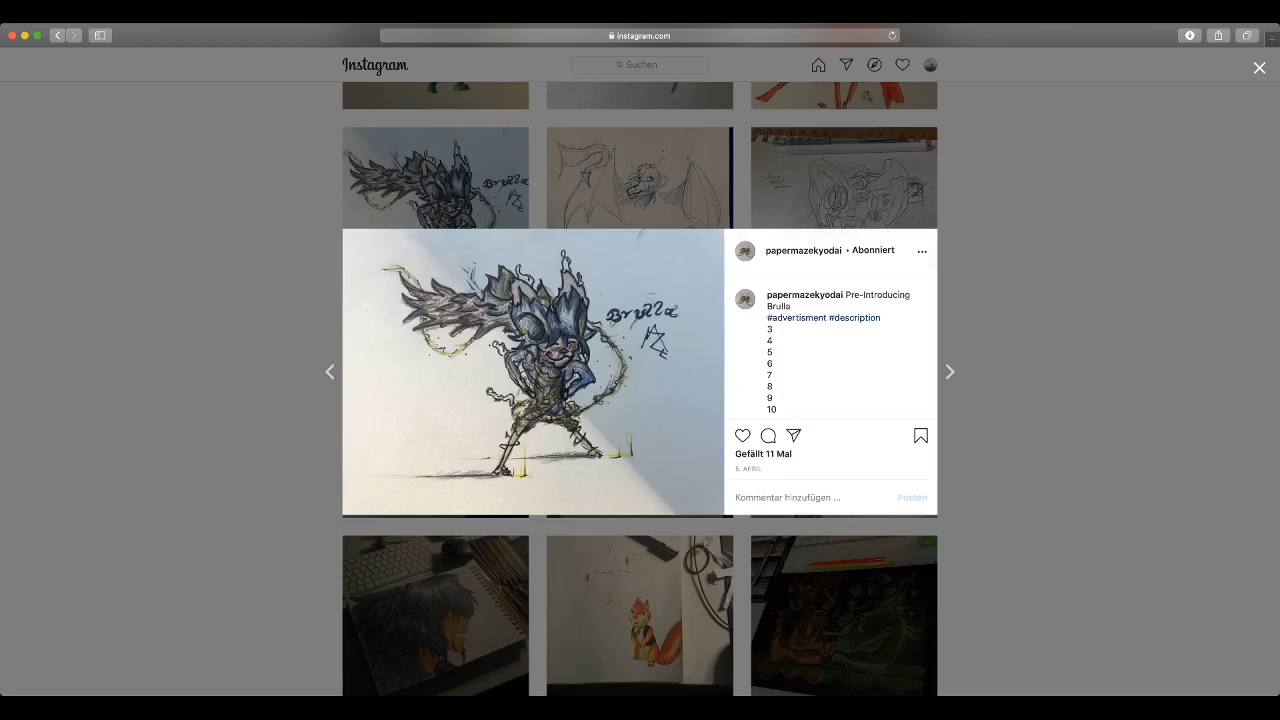 instagram.com
Instagram
Suchen
Brulla
papermazekyodai • Abonniert
papermazekyodai Pre-Introducing
Brulla
#advertisment #description
3
4
5
6
7
8
9
10
Gefällt 11 Mal
5. APRIL
Kommentar hinzufügen ...
Posten